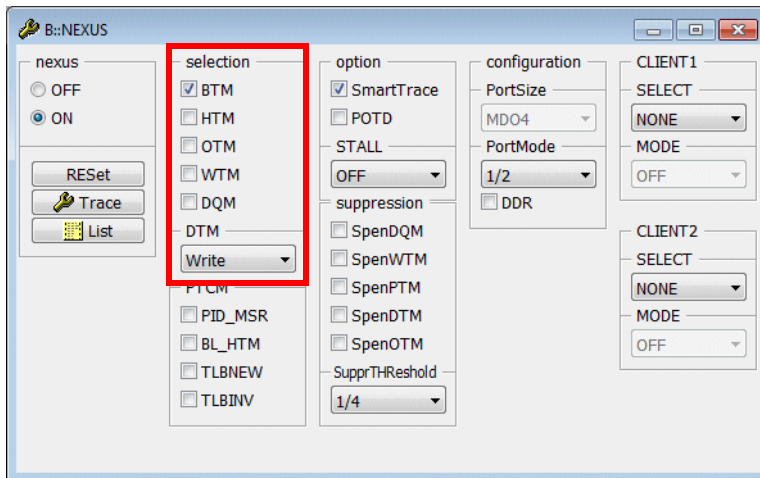 B::NEXUS
nexus
OFF
ON
RESet
Trace
List
selection
BTM
HTM
OTM
WTM
DQM
DTM
Write
PTCM
PID_MSR
BL_HTM
TLBNEW
TLBINV
option
SmartTrace
POTD
STALL
OFF
suppression
SpenDQM
SpenWTM
SpenPTM
SpenDTM
SpenOTM
SupprTHReshold
1/4
configuration
PortSize
MDO4
PortMode
1/2
DDR
CLIENT1
SELECT
NONE
MODE
OFF
CLIENT2
SELECT
NONE
MODE
OFF